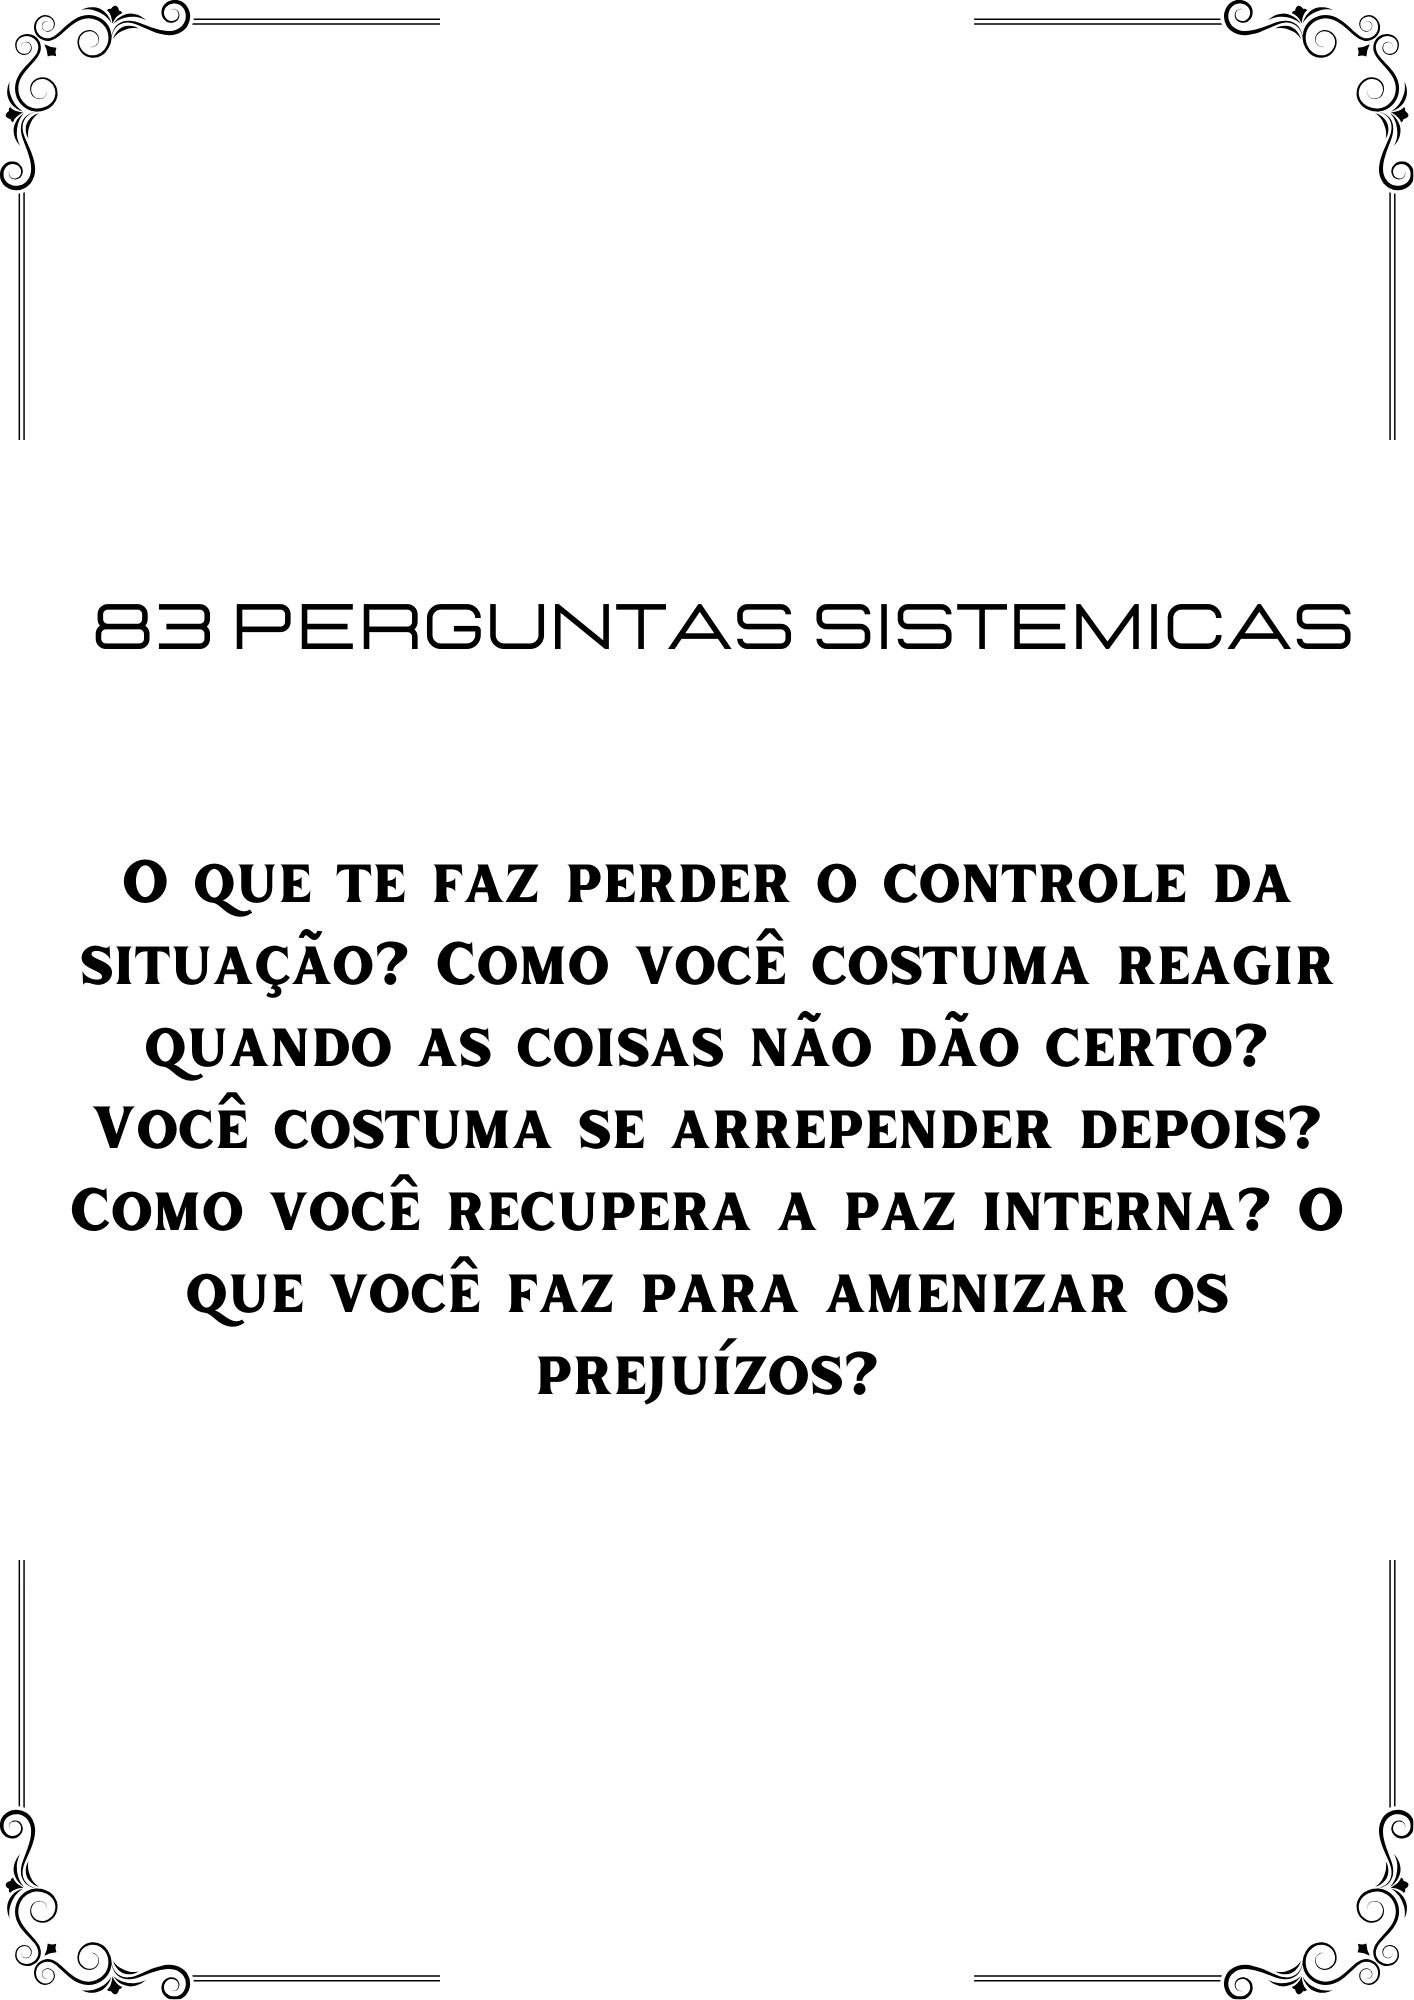 83 PERGUNTAS SISTEMICAS
O que te faz perder o controle da
situação? Como você costuma reagir
quando as coisas não dão certo?
Você costuma se arrepender depois?
Como você recupera a paz interna? O
que você faz para amenizar os
prejuízos?